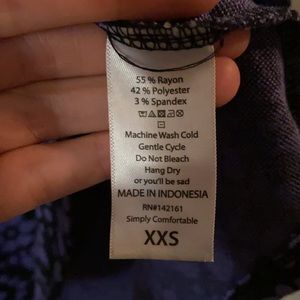 55 % Rayon
42 % Polyester
3 % Spandex
Machine Wash Cold
Gentle Cycle
Do Not Bleach
Hang Dry
or you'll be sad
MADE IN INDONESIA
RN#142161
Simply Comfortable
XXS